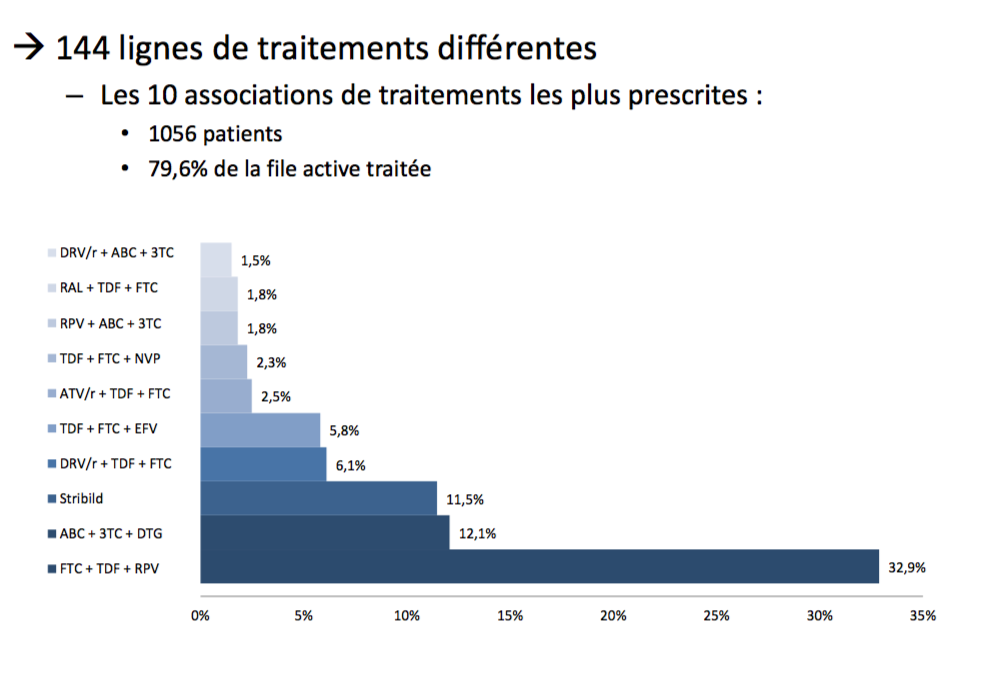 → 144 lignes de traitements différentes
– Les 10 associations de traitements les plus prescrites :
• 1056 patients
• 79,6% de la file active traitée
DRV/r + ABC + 3TC
1,5%
RAL + TDF + FTC
1,8%
RPV + ABC + 3TC
1,8%
TDF + FTC + NVP
2,3%
ATV/r + TDF + FTC
2,5%
TDF + FTC + EFV
5,8%
DRV/r + TDF + FTC
6,1%
Stribild
11,5%
ABC + 3TC + DTG
12,1%
FTC + TDF + RPV
32,9%
0% 5% 10% 15% 20% 25% 30% 35%